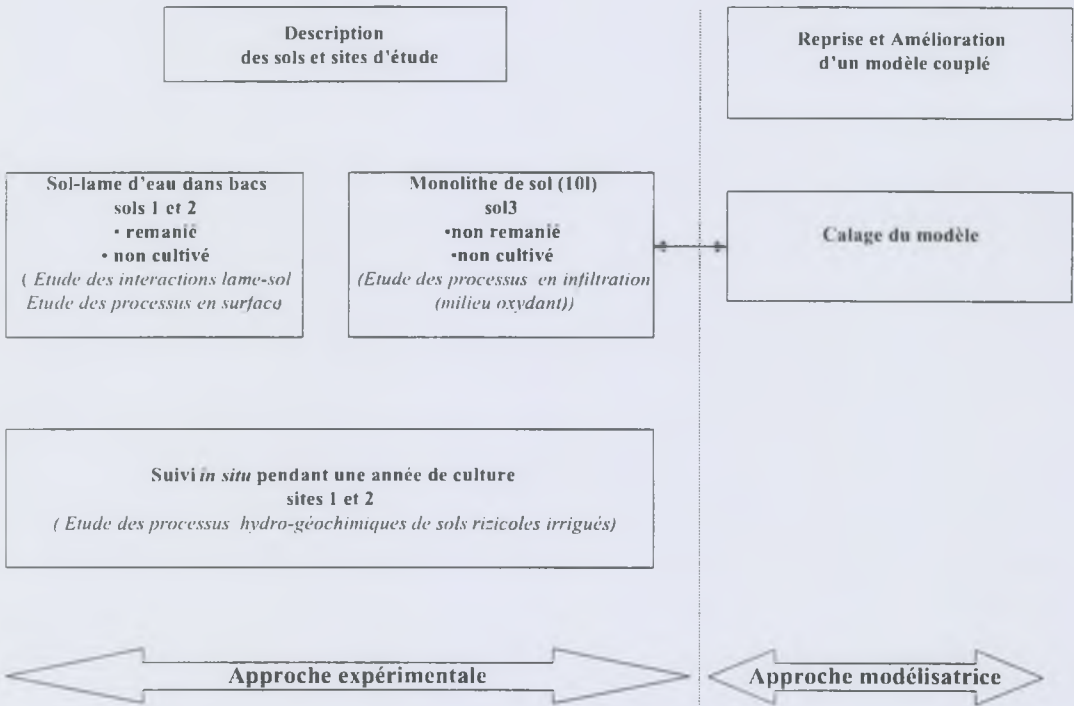 Description
des sols et sites d'étude
Reprise et Amélioration
d'un modèle couplé
Sol-lame d'eau dans bacs
sols 1 et 2
• remanié
• non cultivé
( Etude des interactions lame-sol
Etude des processus en surface
Monolithe de sol (10l)
sol3
•non remanié
•non cultivé
(Etude des processus en infiltration
(milieu oxydant))
Calage du modèle
Suivi in situ pendant une année de culture
sites 1 et 2
( Etude des processus hydro-géochimiques de sols rizicoles irrigués)
Approche expérimentale
Approche modélisatrice